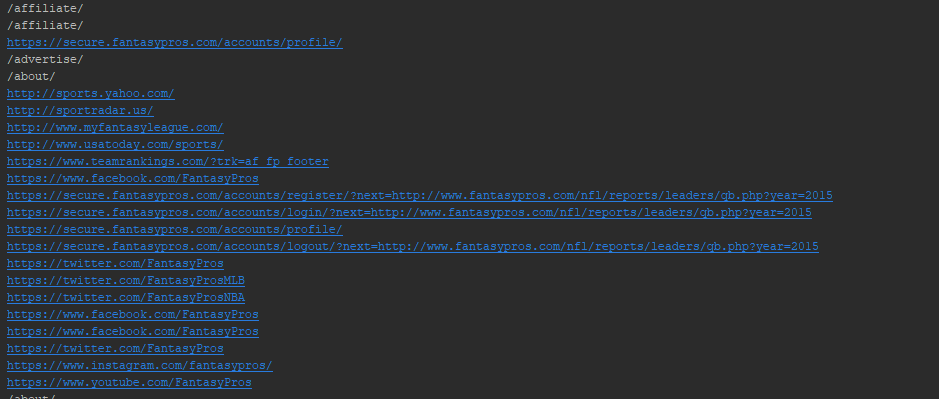 /affiliate/
/affiliate/
https://secure.fantasypros.com/accounts/profile/
/advertise/
/about/
http://sports.yahoo.com/
http://sportradar.us/
http://www.myfantasyleague.com/
http://www.usatoday.com/sports/
https://www.teamrankings.com/?trk=af_fp_footer
https://www.facebook.com/FantasyPros
https://secure.fantasypros.com/accounts/register/?next=http://www.fantasypros.com/nfl/reports/leaders/qb.php?year=2015
https://secure.fantasypros.com/accounts/login/?next=http://www.fantasypros.com/nfl/reports/leaders/qb.php?year=2015
https://secure.fantasypros.com/accounts/profile/
https://secure.fantasypros.com/accounts/logout/?next=http://www.fantasypros.com/nfl/reports/leaders/qb.php?year=2015
https://twitter.com/FantasyPros
https://twitter.com/FantasyProsMLB
https://twitter.com/FantasyProsNBA
https://www.facebook.com/FantasyPros
https://www.facebook.com/FantasyPros
https://twitter.com/FantasyPros
https://www.instagram.com/fantasypros/
https://www.youtube.com/FantasyPros
/about/